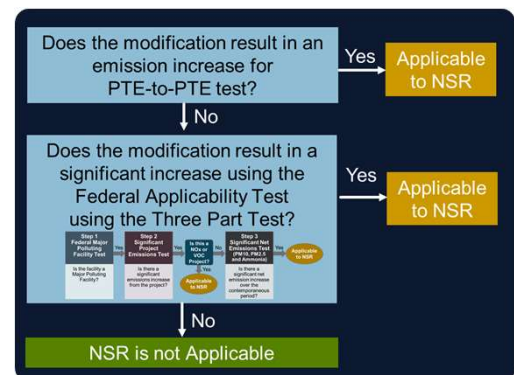 Does the modification result in an
emission increase for
PTE-to-PTE test?
Yes
Applicable
to NSR
No
Does the modification result in a
significant increase using the
Federal Applicability Test
using the Three Part Test?
Yes
Applicable
to NSR
Step 1
Federal Major
Polluting
Facility Test
Is the facility a
Major Polluting
Facility?
Yes
Step 2
Significant
Project
Emissions Test
Is there a
significant
emissions increase
from the project?
Yes
Is this a
NOx or
VOC
Project?
Yes
Applicable
to NSR
No
Step 3
Significant Net
Emissions Test
(PM10, PM2.5
and Ammonia)
Is there a
significant net
emission increase
over the
contemporaneous
period?
Yes
Applicable
to NSR
No
NSR is not Applicable